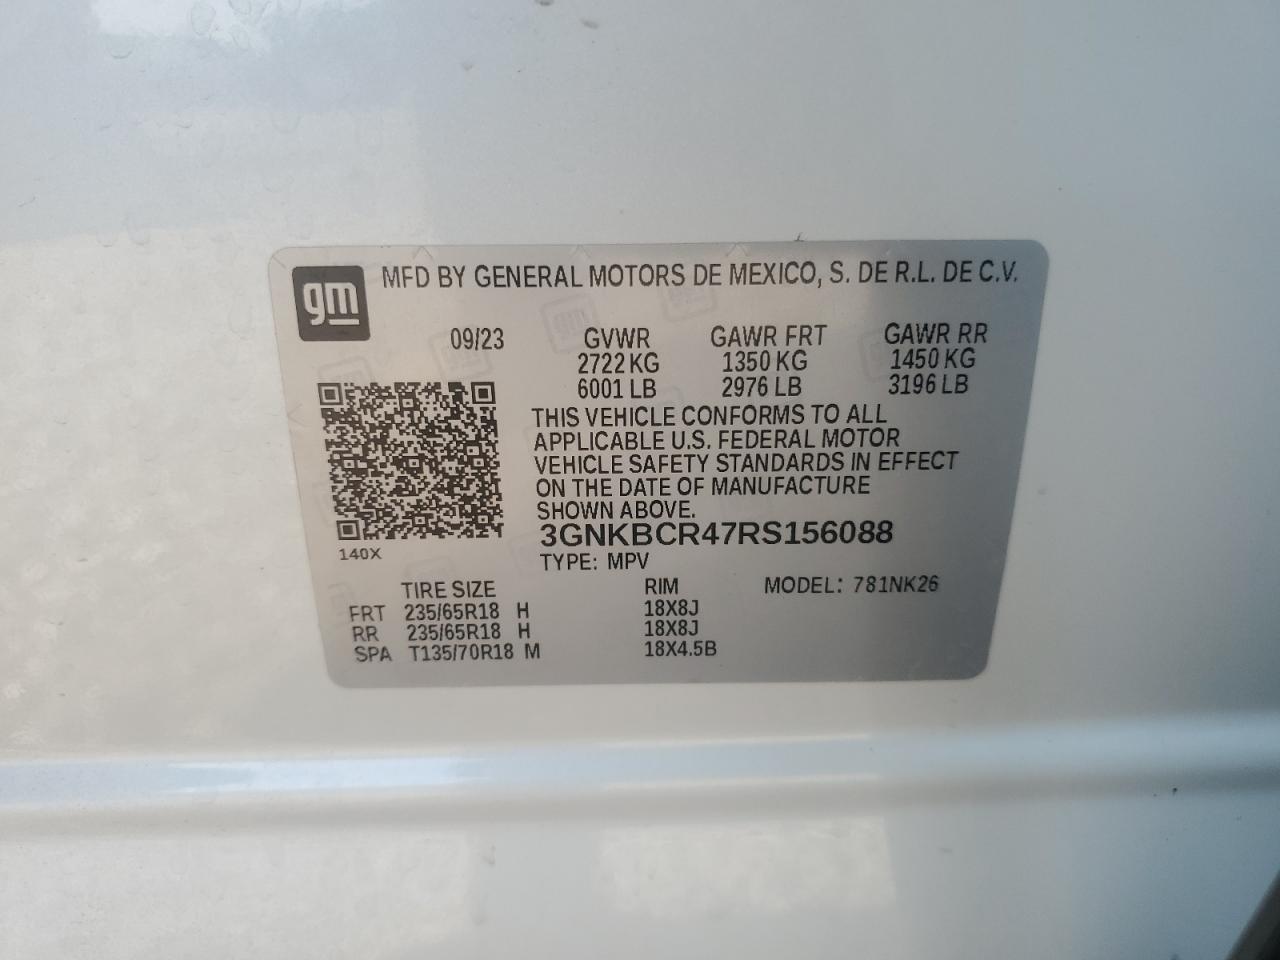 gm
MFD BY GENERAL MOTORS DE MEXICO, S. DE R.L. DE C.V.
09/23 GVWR GAWR FRT GAWR RR
2722 KG 1350 KG 1450 KG
6001 LB 2976 LB 3196 LB
THIS VEHICLE CONFORMS TO ALL
APPLICABLE U.S. FEDERAL MOTOR
VEHICLE SAFETY STANDARDS IN EFFECT
ON THE DATE OF MANUFACTURE
SHOWN ABOVE.
3GNKBCR47RS156088
140X
TYPE: MPV
TIRE SIZE RIM MODEL: 781NK26
FRT 235/65R18 H 18X8J
RR 235/65R18 H 18X8J
SPA T135/70R18 M 18X4.5B